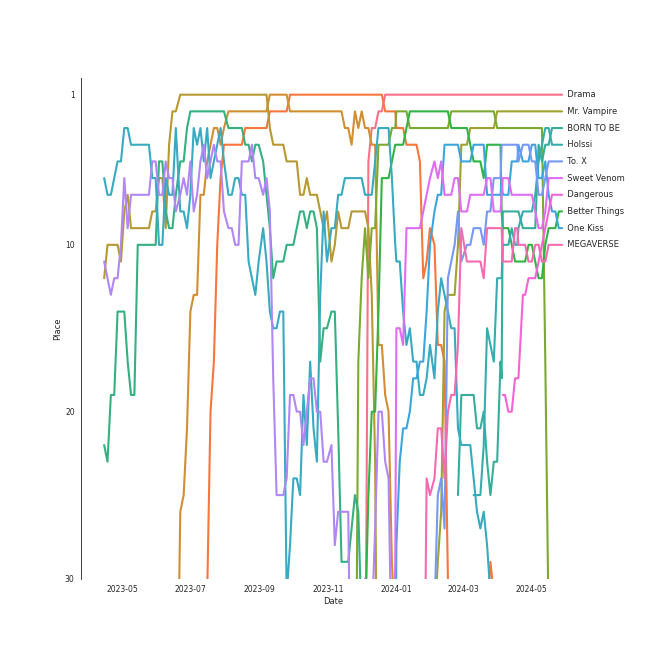 1
10
20
30
Place
2023-05
2023-07
2023-09
2023-11
2024-01
2024-03
2024-05
Date
Drama
Mr. Vampire
BORN TO BE
Holssi
To. X
Sweet Venom
Dangerous
Better Things
One Kiss
MEGAVERSE